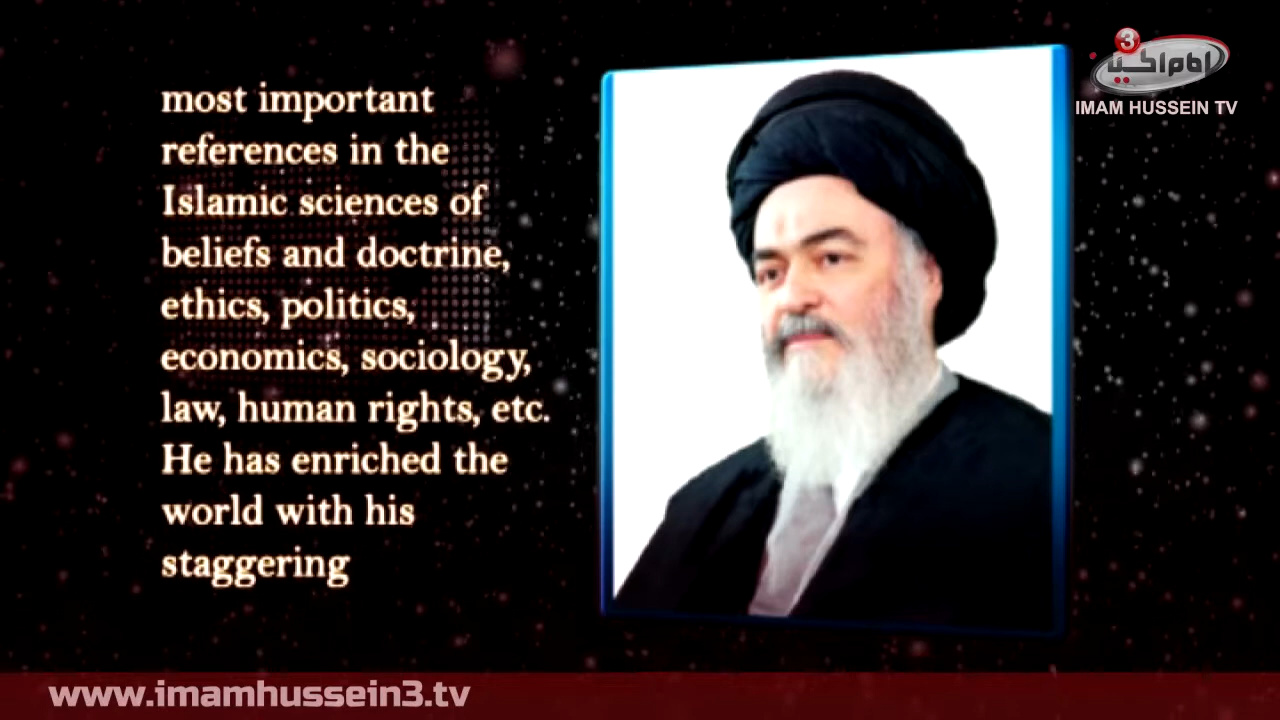 most important
references in the
Islamic sciences of
beliefs and doctrine,
ethics, politics,
economics, sociology,
law, human rights, etc.
He has enriched the
world with his
staggering
3
IMAM HUSSEIN TV
www.imamhussein3.tv